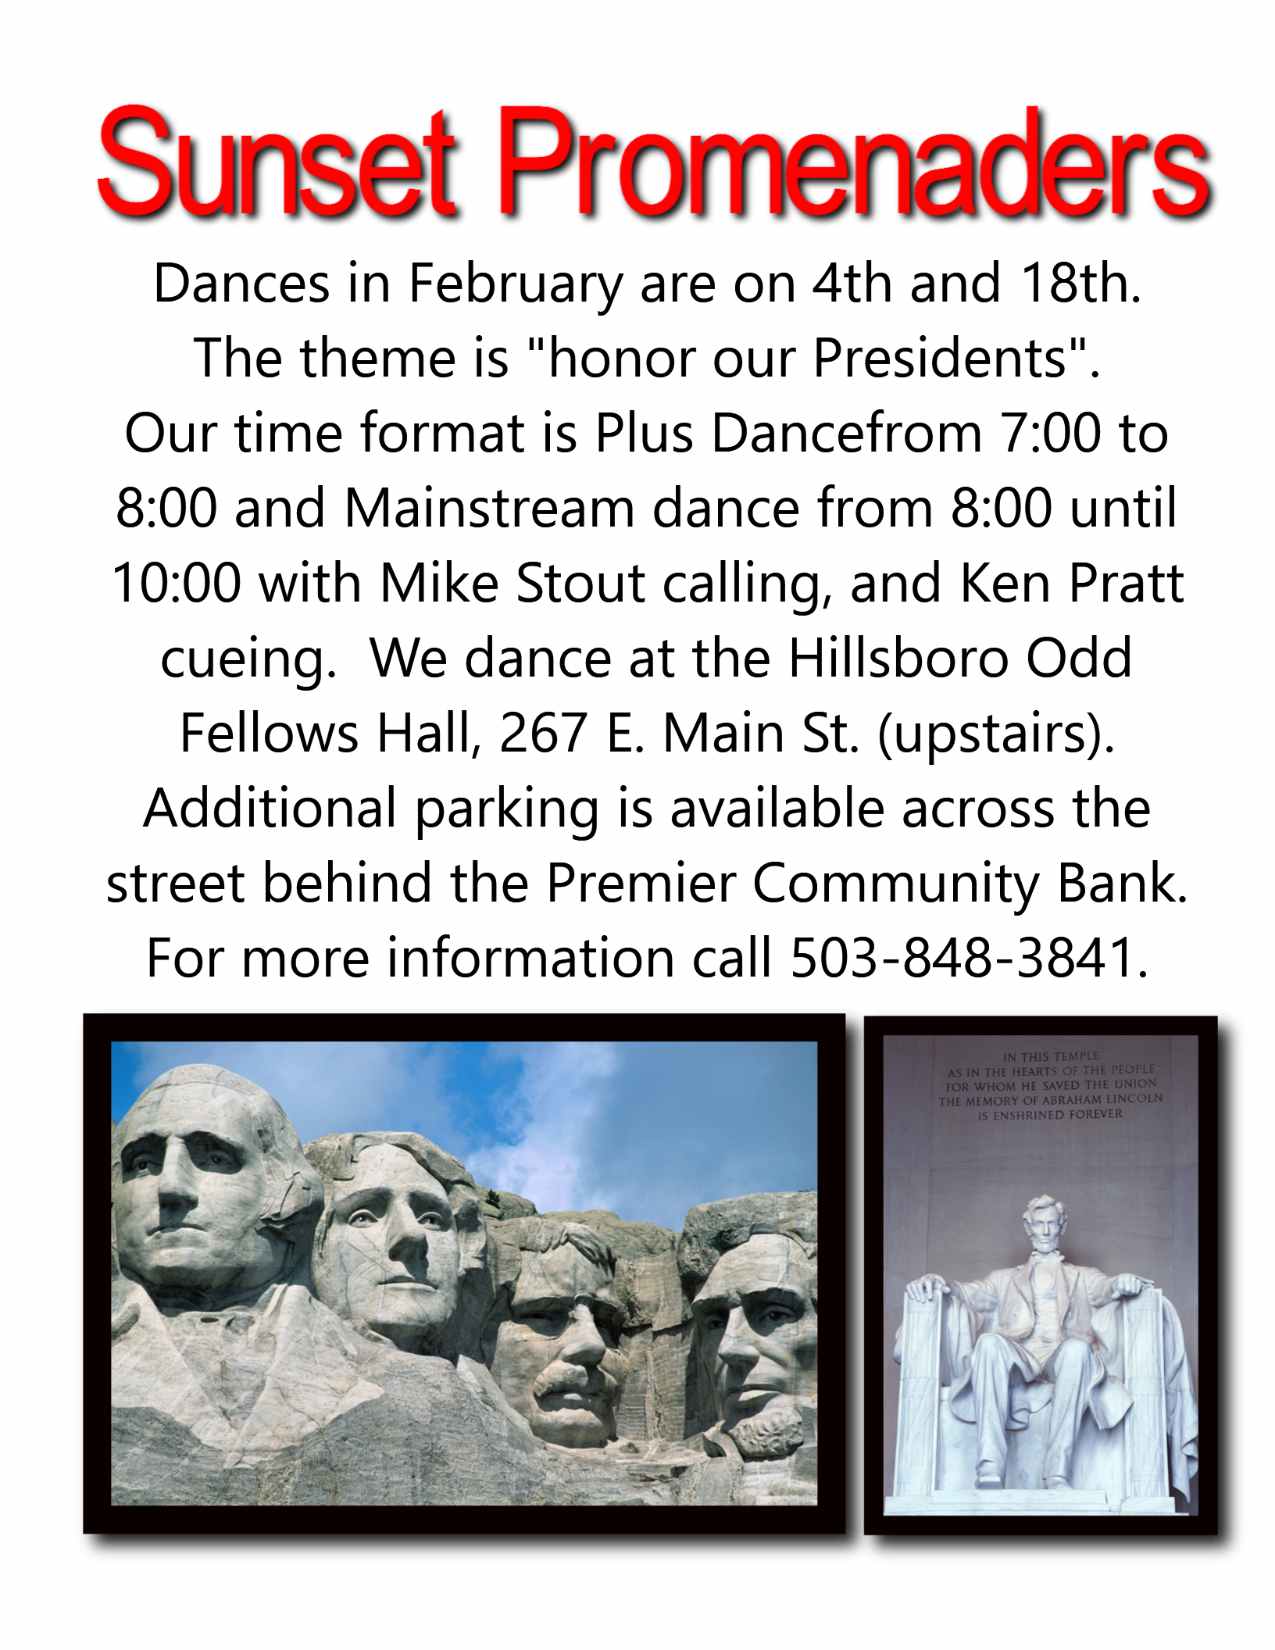 Sunset Promenaders
Dances in February are on 4th and 18th.
The theme is "honor our Presidents".
Our time format is Plus Dancefrom 7:00 to
8:00 and Mainstream dance from 8:00 until
10:00 with Mike Stout calling, and Ken Pratt
cueing.  We dance at the Hillsboro Odd
Fellows Hall, 267 E. Main St. (upstairs).
Additional parking is available across the
street behind the Premier Community Bank.
For more information call 503-848-3841.
IN THIS TEMPLE
AS IN THE HEARTS OF THE PEOPLE
FOR WHOM HE SAVED THE UNION
THE MEMORY OF ABRAHAM LINCOLN
IS ENSHRINED FOREVER